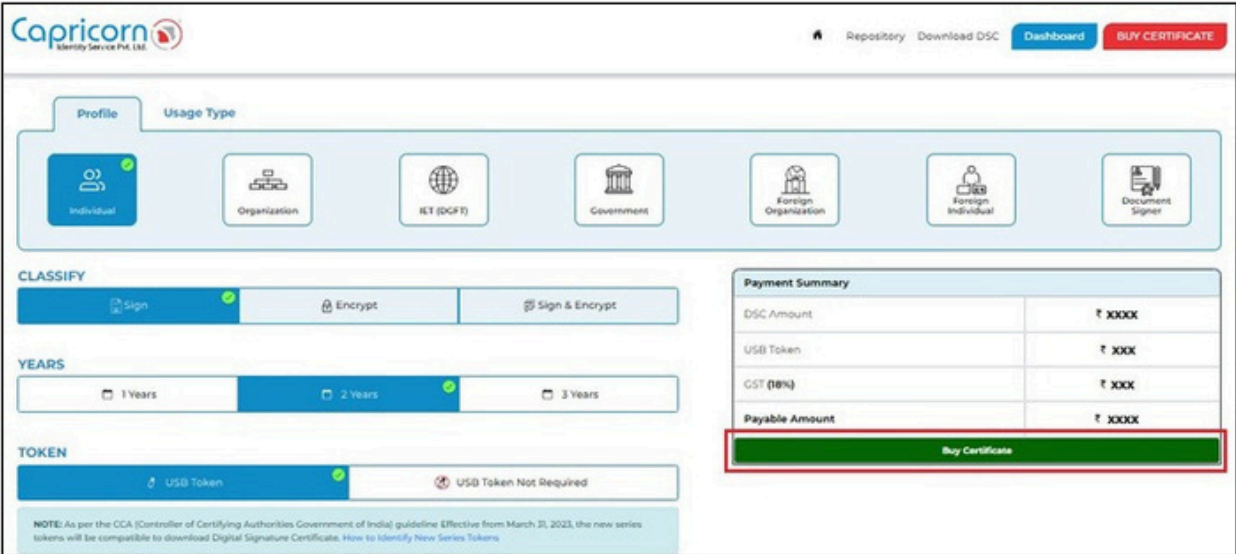 Capricorn
Identity Service Pvt. Ltd.
Repository Download DSC Dashboard BUY CERTIFICATE
Profile Usage Type
Individual
Organization
IET (DGFT)
Government
Foreign
Organization
Foreign
Individual
Document
Signer
CLASSIFY
Sign Encrypt Sign & Encrypt
YEARS
1 Years 2 Years 3 Years
TOKEN
USB Token USB Token Not Required
NOTE: As per the CCA (Controller of Certifying Authorities Government of India) guideline Effective from March 31, 2023, the new series
tokens will be compatible to download Digital Signature Certificate. How to Identify New Series Tokens
Payment Summary
DSC Amount ₹ XXXX
USB Token ₹ XXX
GST (18%) ₹ XXX
Payable Amount ₹ XXXX
Buy Certificate